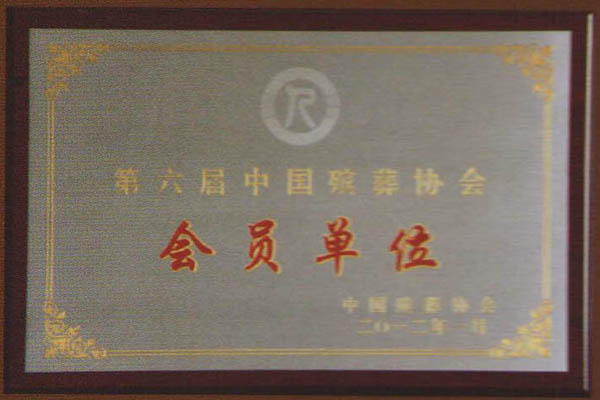 第六届中国殡葬协会
会员单位
中国殡葬协会
二〇一二年 月